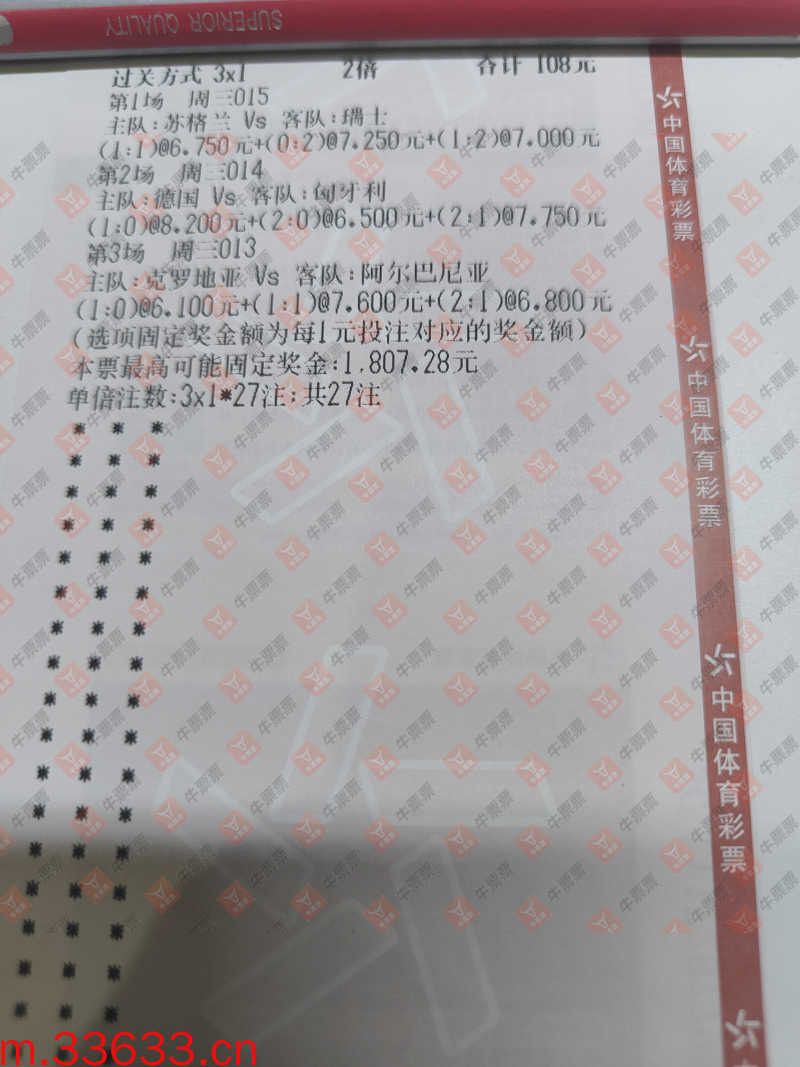 SUPERIOR QUALITY
过关方式 3x1 2倍 合计 108元
第1场 周三015
主队:苏格兰 Vs 客队:瑞士
(1:1)@6.750元+(0:2)@7.250元+(1:2)@7.000元
第2场 周三014
主队:德国 Vs 客队:匈牙利
(1:0)@8.200元+(2:0)@6.500元+(2:1)@7.750元
第3场 周三013
主队:克罗地亚 Vs 客队:阿尔巴尼亚
(1:0)@6.100元+(1:1)@7.600元+(2:1)@6.800元
(选项固定奖金额为每1元投注对应的奖金额)
本票最高可能固定奖金:1,807.28元
单倍注数:3x1*27注;共27注
中国体育彩票
中国体育彩票
中国体育彩票
牛票票
m.33633.cn